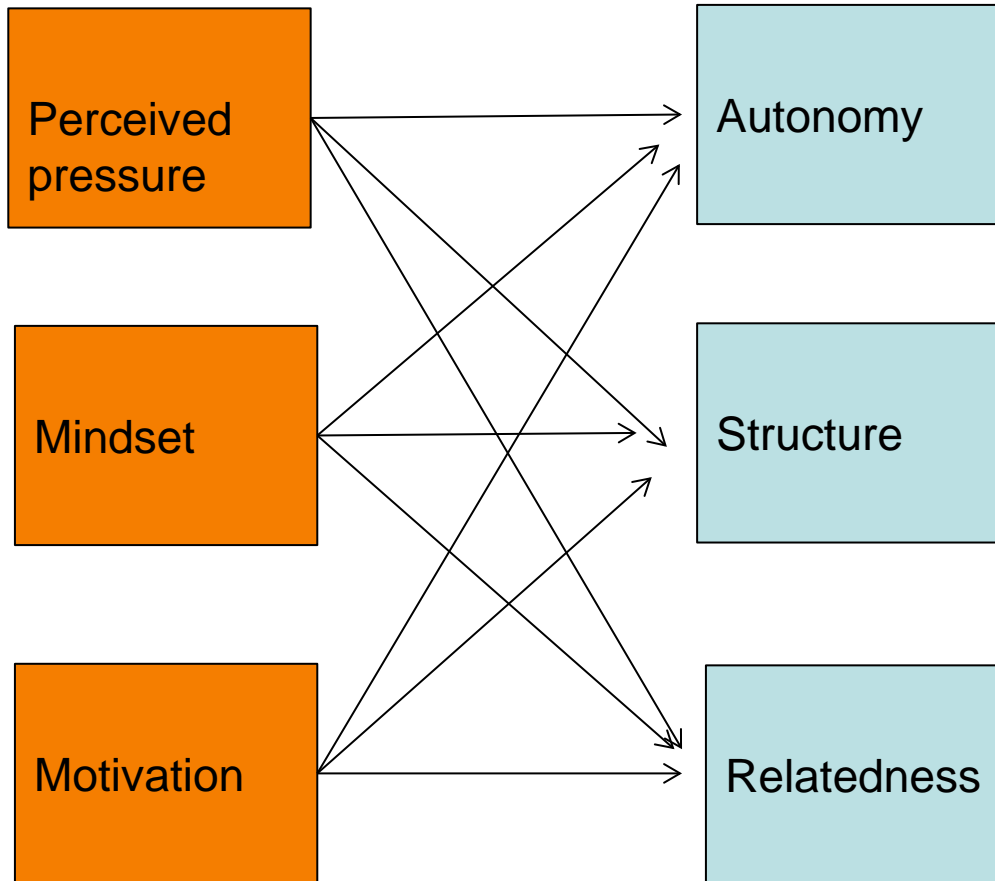 Perceived
pressure
Autonomy
Mindset
Structure
Motivation
Relatedness